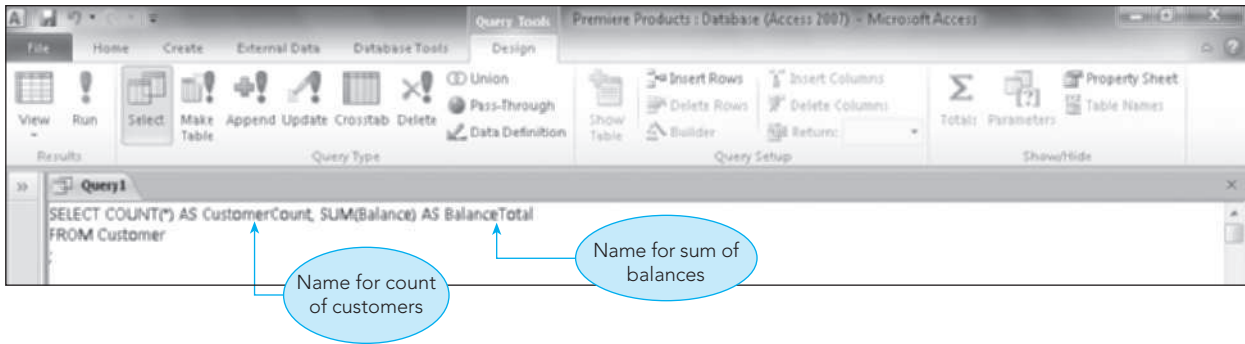 A
Query Tools
Premiere Products : Database (Access 2007) - Microsoft Access
File Home Create External Data Database Tools Design
View
Run
Results
Select
Make Table
Append
Update
Crosstab
Delete
Union
Pass-Through
Data Definition
Query Type
Show Table
Insert Rows
Delete Rows
Builder
Insert Columns
Delete Columns
Return:
Query Setup
Totals
Parameters
Property Sheet
Table Names
Show/Hide
Query1
SELECT COUNT(*) AS CustomerCount, SUM(Balance) AS BalanceTotal
FROM Customer
;
Name for count
of customers
Name for sum of
balances